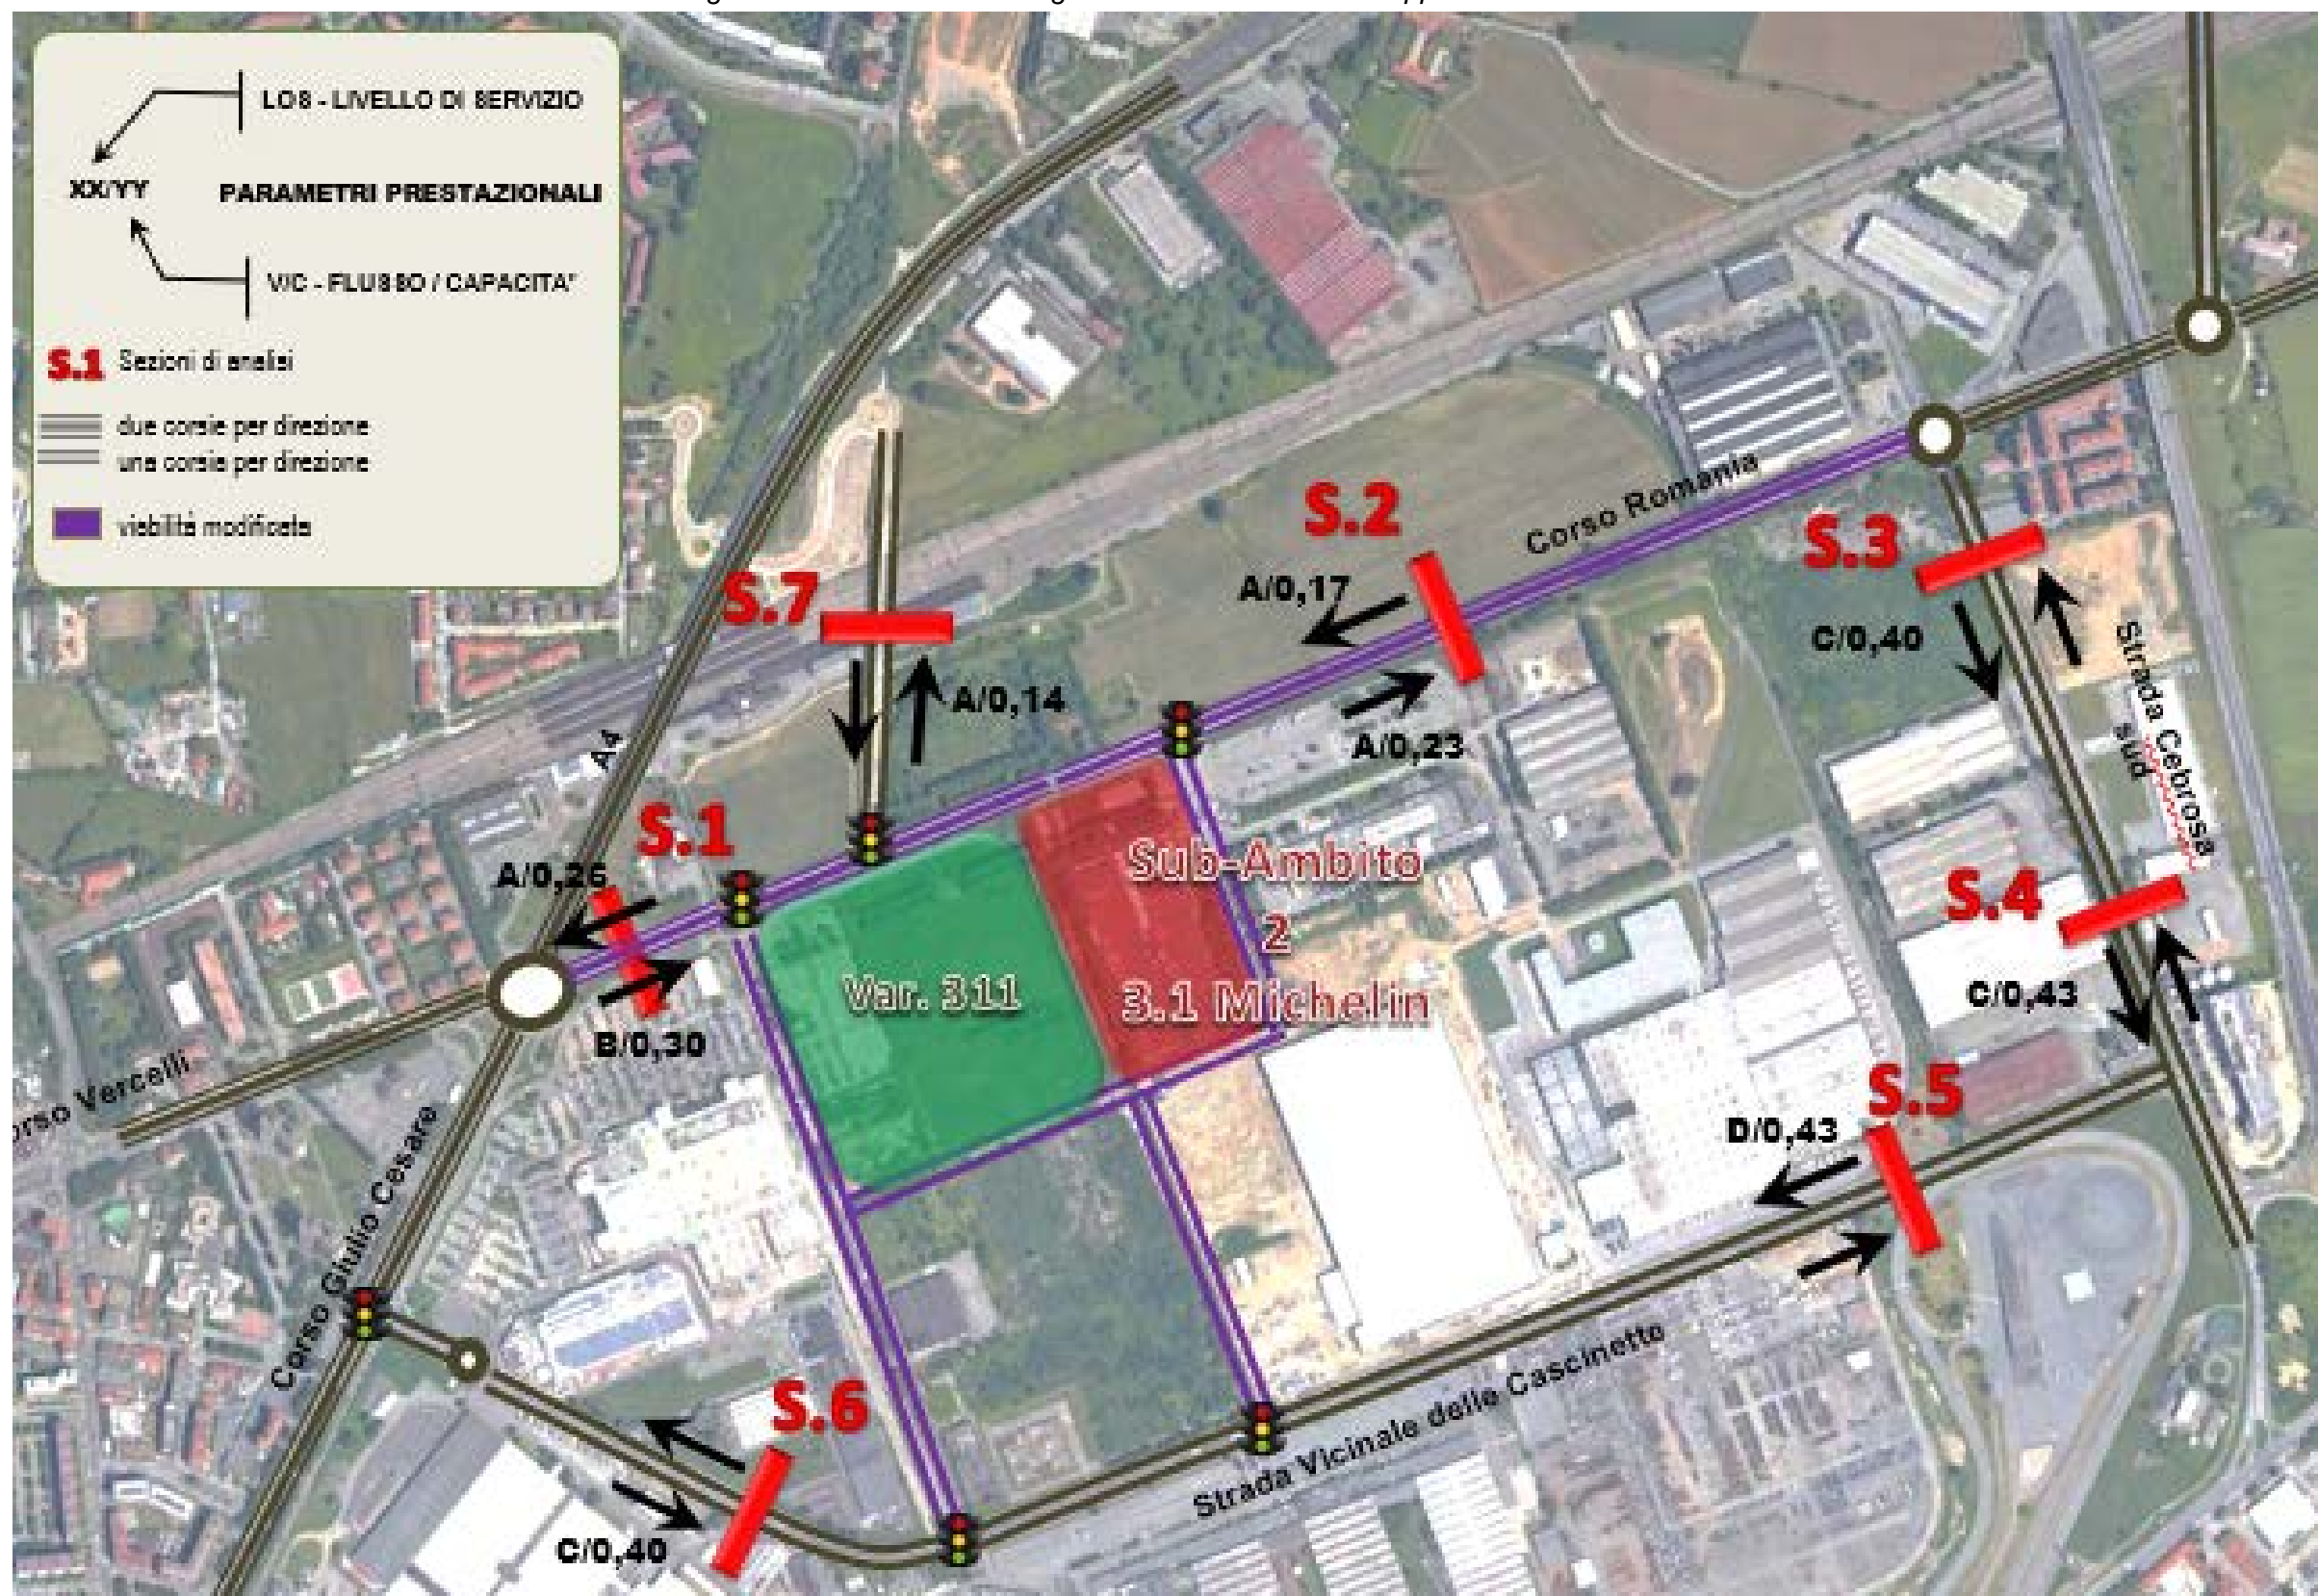 LOS - LIVELLO DI SERVIZIO
XX/YY
PARAMETRI PRESTAZIONALI
V/C - FLUSSO / CAPACITA'
S.1 Sezioni di analisi
due corsie per direzione
una corsia per direzione
viabilità modificata
S.2
Corso Romania
A/0,17
S.3
C/0,40
S.7
A/0,14
A/0,23
Strada Cebrosa
sud
A4
S.1
A/0,26
B/0,30
Sub-Ambito
2
3.1 Michelin
Var. 311
S.4
C/0,43
orso Vercelli
S.5
D/0,43
Corso Giulio Cesare
Strada Vicinale delle Cascinette
S.6
C/0,40